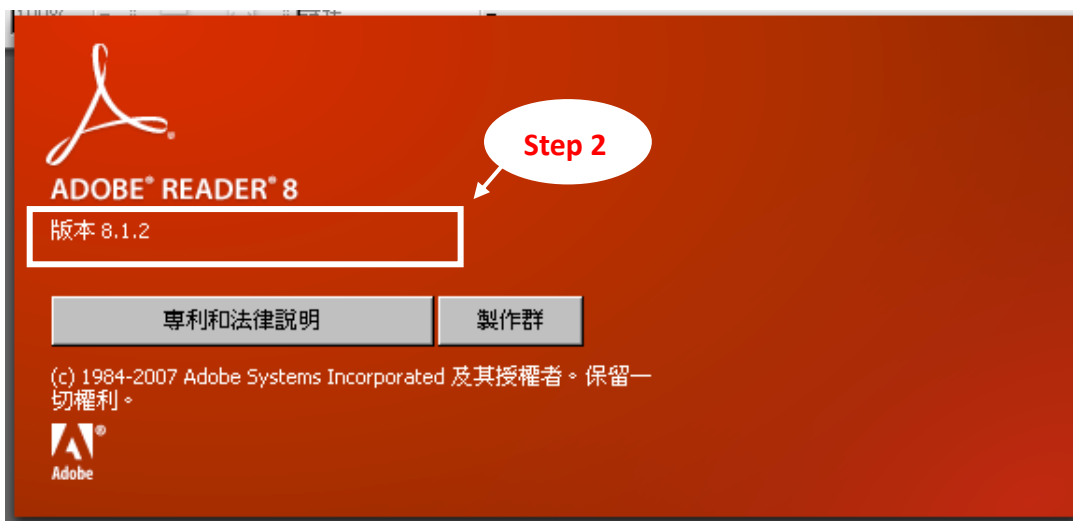 Step 2
ADOBE® READER® 8
版本 8.1.2
專利和法律說明
製作群
(c) 1984-2007 Adobe Systems Incorporated 及其授權者。保留一
切權利。
Adobe